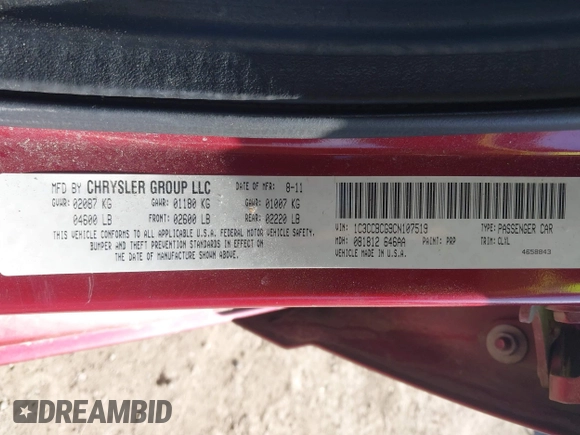 MFD BY CHRYSLER GROUP LLC DATE OF MFR: 8-11
GVWR: 02087 KG GAWR: 01180 KG GAWR: 01007 KG
04600 LB FRONT: 02600 LB REAR: 02220 LB
THIS VEHICLE CONFORMS TO ALL APPLICABLE U.S.A. FEDERAL MOTOR VEHICLE SAFETY,
BUMPER AND THEFT PREVENTION STANDARDS IN EFFECT ON
THE DATE OF MANUFACTURE SHOWN ABOVE.
VIN: 1C3CCBCG9CN107519 TYPE: PASSENGER CAR
MDH: 081812 646AA PAINT: PRP TRIM: CLXL
VEHICLE MADE IN U.S.A. 4658843
DREAMBID